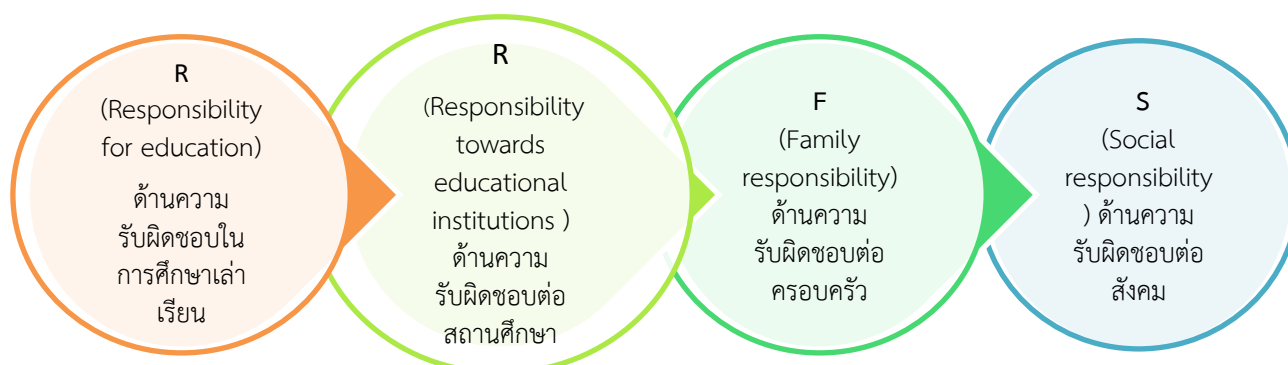 R
(Responsibility
for education)
ด้านความ
รับผิดชอบใน
การศึกษาเล่า
เรียน
R
(Responsibility
towards
educational
institutions )
ด้านความ
รับผิดชอบต่อ
สถานศึกษา
F
(Family
responsibility)
ด้านความ
รับผิดชอบต่อ
ครอบครัว
S
(Social
responsibility
) ด้านความ
รับผิดชอบต่อ
สังคม